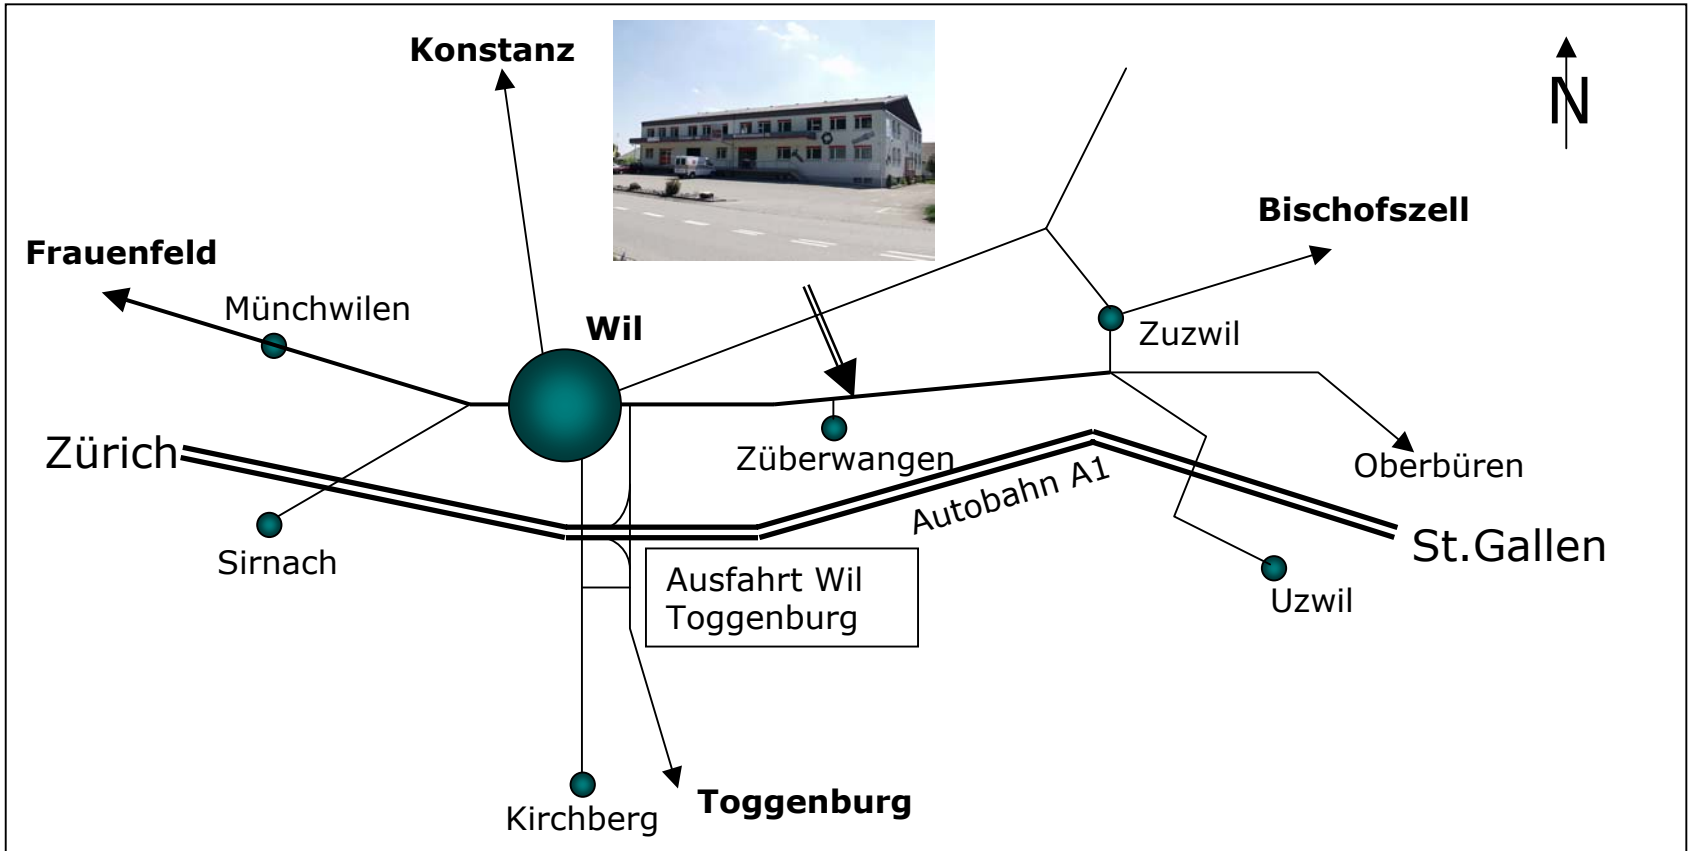 Konstanz
N
Bischofszell
Frauenfeld
Münchwilen
Wil
Zuzwil
Zürich
Züberwangen
Autobahn A1
Oberbüren
Sirnach
St.Gallen
Ausfahrt Wil
Toggenburg
Uzwil
Kirchberg
Toggenburg